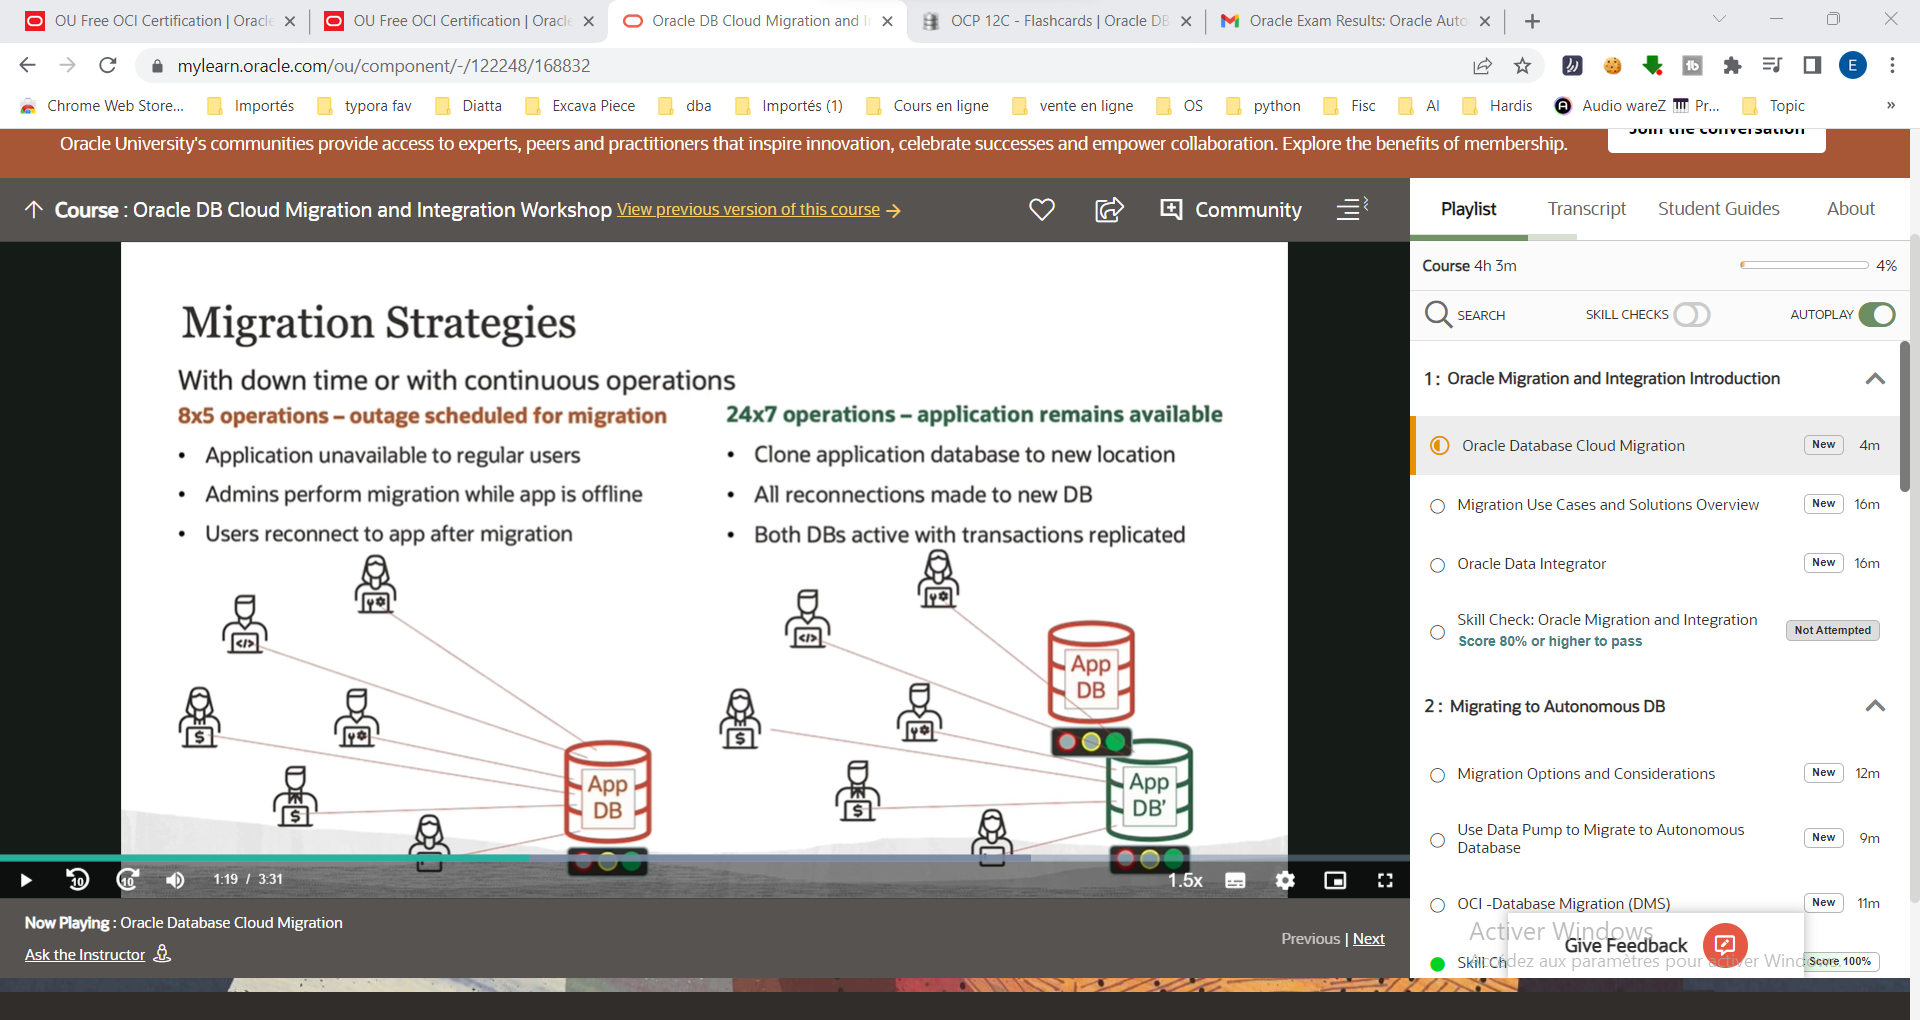 OU Free OCI Certification | Oracle
OU Free OCI Certification | Oracle
Oracle DB Cloud Migration and In
OCP 12C - Flashcards | Oracle DB
Oracle Exam Results: Oracle Auto
mylearn.oracle.com/ou/component/-/122248/168832
E
Chrome Web Store...
Importés
typora fav
Diatta
Excava Piece
dba
Importés (1)
Cours en ligne
vente en ligne
OS
python
Fisc
AI
Hardis
Audio wareZ
Pr...
Topic
»
Oracle University's communities provide access to experts, peers and practitioners that inspire innovation, celebrate successes and empower collaboration. Explore the benefits of membership.
Join the conversation
Course : Oracle DB Cloud Migration and Integration Workshop View previous version of this course →
Community
Playlist
Transcript
Student Guides
About
Course 4h 3m
4%
SEARCH
SKILL CHECKS
AUTOPLAY
Migration Strategies
With down time or with continuous operations
8x5 operations – outage scheduled for migration
• Application unavailable to regular users
• Admins perform migration while app is offline
• Users reconnect to app after migration
24x7 operations – application remains available
• Clone application database to new location
• All reconnections made to new DB
• Both DBs active with transactions replicated
</>
$
$
App
DB
</>
$
$
App
DB
App
DB'
1:19 / 3:31
10
10
1.5x
Now Playing : Oracle Database Cloud Migration
Ask the Instructor
Previous | Next
1 : Oracle Migration and Integration Introduction
Oracle Database Cloud Migration
New
4m
Migration Use Cases and Solutions Overview
New
16m
Oracle Data Integrator
New
16m
Skill Check: Oracle Migration and Integration
Score 80% or higher to pass
Not Attempted
2 : Migrating to Autonomous DB
Migration Options and Considerations
New
12m
Use Data Pump to Migrate to Autonomous
Database
New
9m
OCI -Database Migration (DMS)
New
11m
Activer Windows
Give Feedback
Skill Ch
Accédez aux paramètres pour activer Windows.
Score 100%